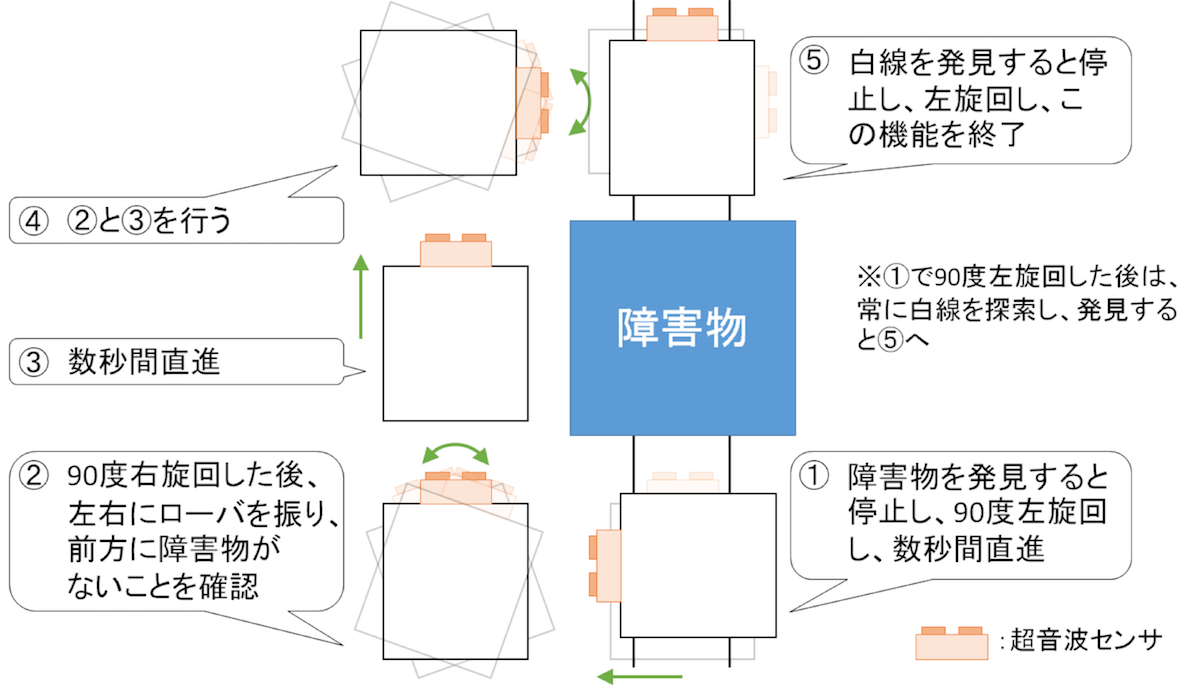 ① 障害物を発見すると
停止し、90度左旋回
し、数秒間直進
② 90度右旋回した後、
左右にローバを振り、
前方に障害物が
ないことを確認
③ 数秒間直進
④ ②と③を行う
⑤ 白線を発見すると停
止し、左旋回し、こ
の機能を終了
障害物
※①で90度左旋回した後は、
常に白線を探索し、発見する
と⑤へ
：超音波センサ